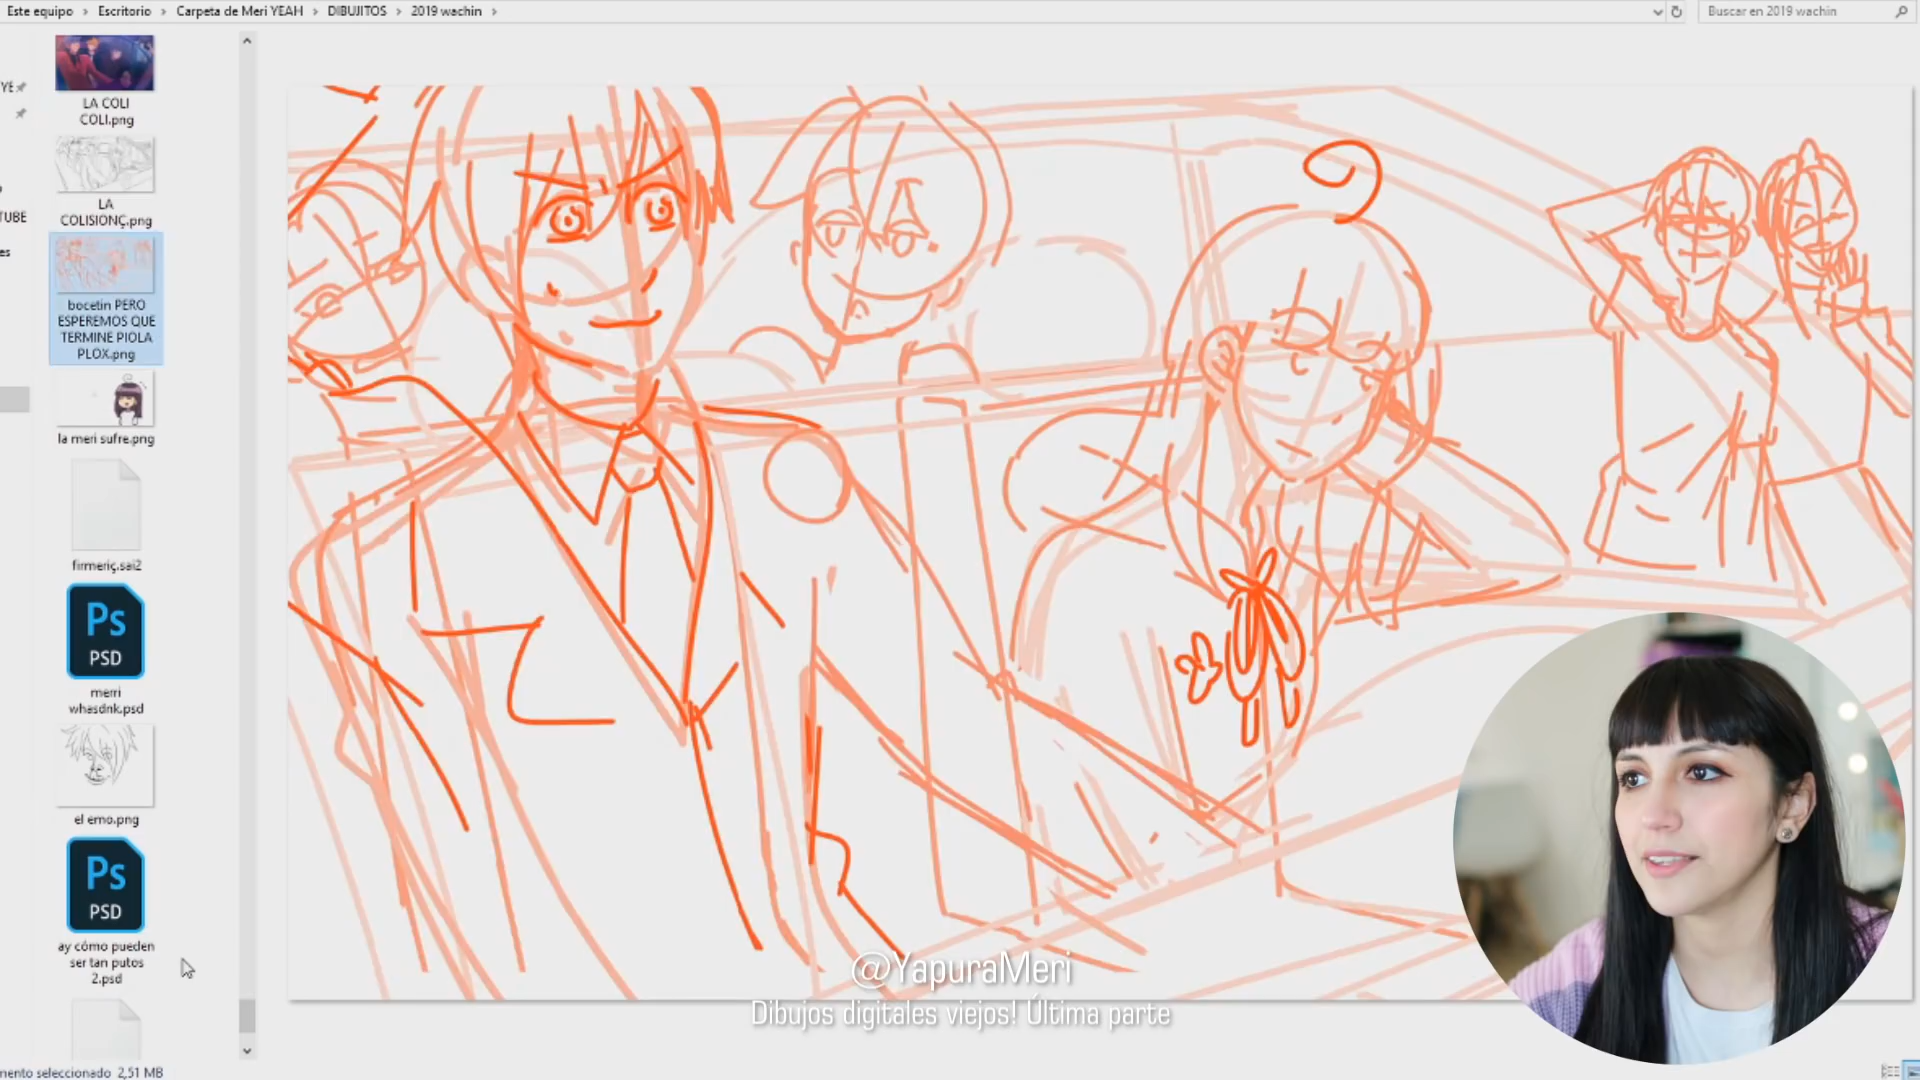 Este equipo > Escritorio > Carpeta de Meri YEAH > DIBUJITOS > 2019 wachin >
Buscar en 2019 wachin
YE
TUBE
es
LA COLI
COLI.png
LA
COLISIONÇ.png
bocetin PERO
ESPEREMOS QUE
TERMINE PIOLA
PLOX.png
la meri sufre.png
firmeriç.sai2
Ps
PSD
merri
whasdnk.psd
el emo.png
Ps
PSD
ay cómo pueden
ser tan putos
2.psd
@YapuraMeri
Dibujos digitales viejos! Última parte
mento seleccionado 2,51 MB